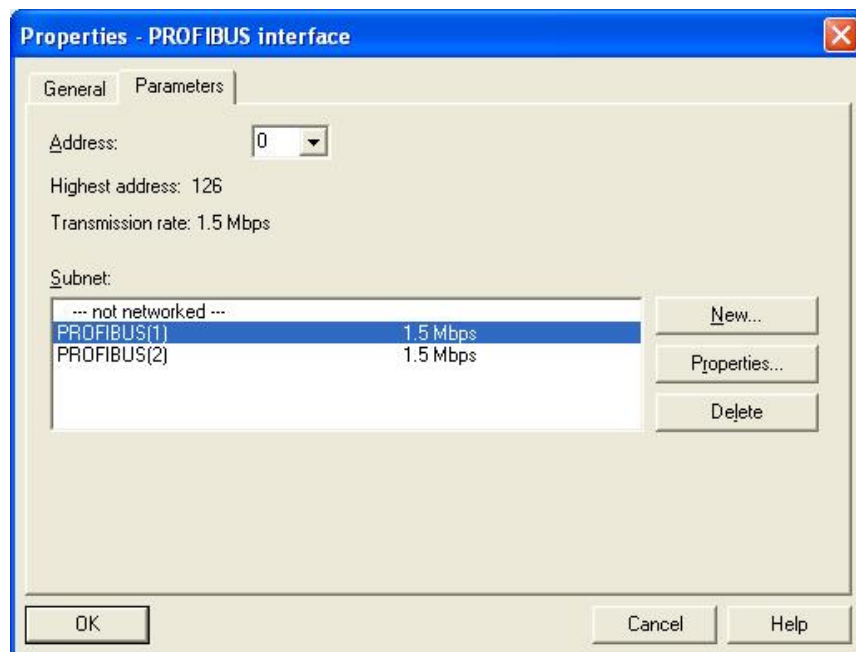 Properties - PROFIBUS interface
General Parameters
Address: 0
Highest address: 126
Transmission rate: 1.5 Mbps
Subnet:
--- not networked ---
PROFIBUS(1) 1.5 Mbps
PROFIBUS(2) 1.5 Mbps
New...
Properties...
Delete
OK Cancel Help